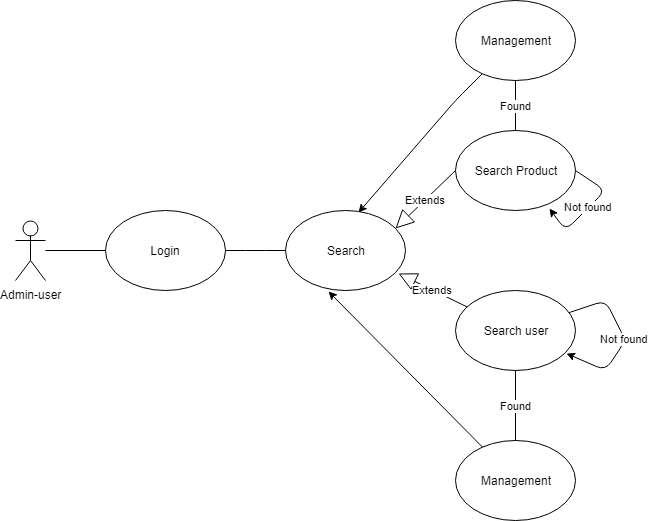 Management
Found
Search Product
Extends
Not found
Login
Search
Admin-user
Extends
Search user
Not found
Found
Management